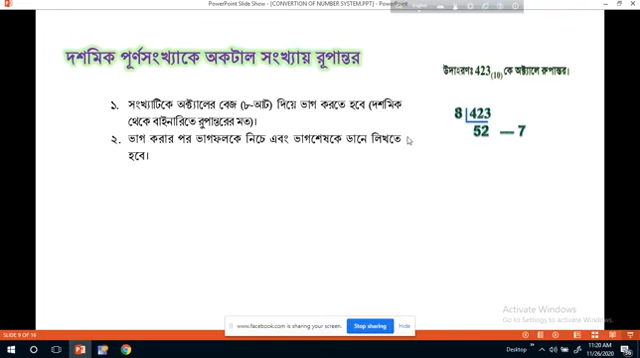 PowerPoint Slide Show - [CONVERTION OF NUMBER SYSTEM.PPT] - PowerPoint
English
দশমিক পূর্ণসংখ্যাকে অকটাল সংখ্যায় রূপান্তর
উদাহরণঃ 423(10) কে অক্টালে রুপান্তর।
১. সংখ্যাটিকে অক্ট্যালের বেজ (৮-আট) দিয়ে ভাগ করতে হবে (দশমিক
থেকে বাইনারিতে রুপান্তরের মত)।
২. ভাগ করার পর ভাগফলকে নিচে এবং ভাগশেষকে ডানে লিখতে
হবে।
8 423
52 — 7
Activate Windows
Go to Settings to activate Windows.
www.facebook.com is sharing your screen. Stop sharing Hide
SLIDE 9 OF 16
Desktop
11:20 AM
11/26/2020